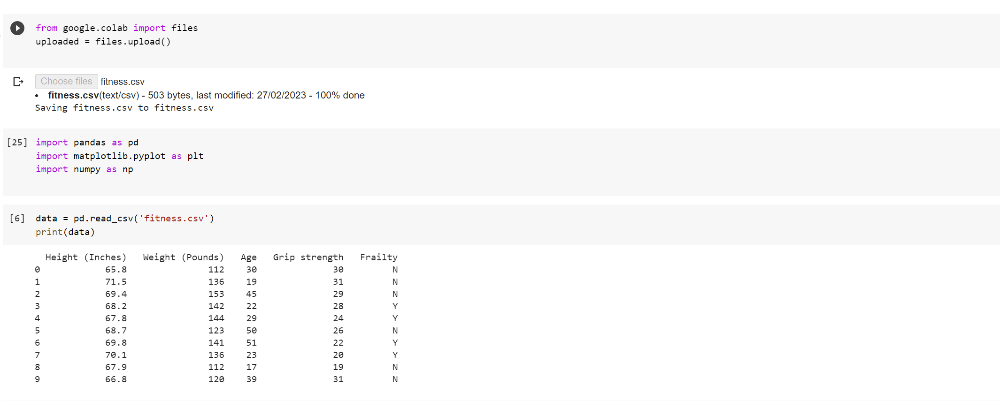 from google.colab import files
uploaded = files.upload()
Choose files fitness.csv
• fitness.csv(text/csv) - 503 bytes, last modified: 27/02/2023 - 100% done
Saving fitness.csv to fitness.csv
[25] import pandas as pd
import matplotlib.pyplot as plt
import numpy as np
[6] data = pd.read_csv('fitness.csv')
print(data)
Height (Inches) Weight (Pounds) Age Grip strength Frailty
0 65.8 112 30 30 N
1 71.5 136 19 31 N
2 69.4 153 45 29 N
3 68.2 142 22 28 Y
4 67.8 144 29 24 Y
5 68.7 123 50 26 N
6 69.8 141 51 22 Y
7 70.1 136 23 20 Y
8 67.9 112 17 19 N
9 66.8 120 39 31 N